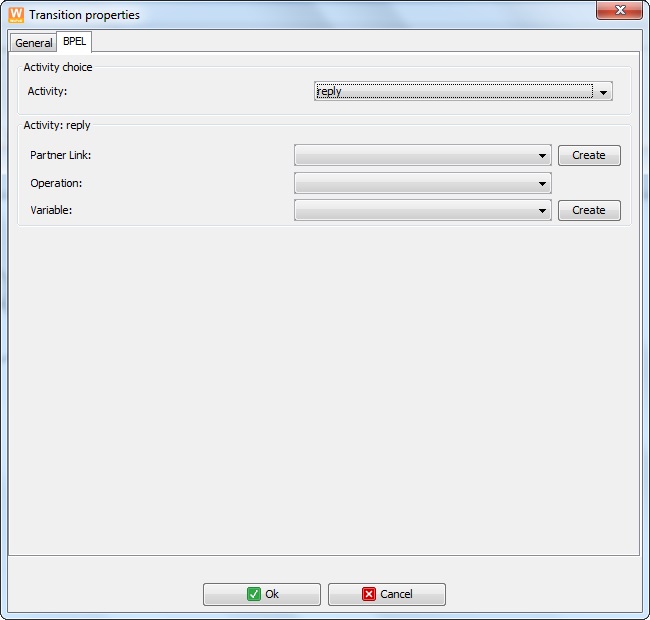 W Transition properties
General BPEL
Activity choice
Activity: reply
Activity: reply
Partner Link: Create
Operation:
Variable: Create
Ok Cancel